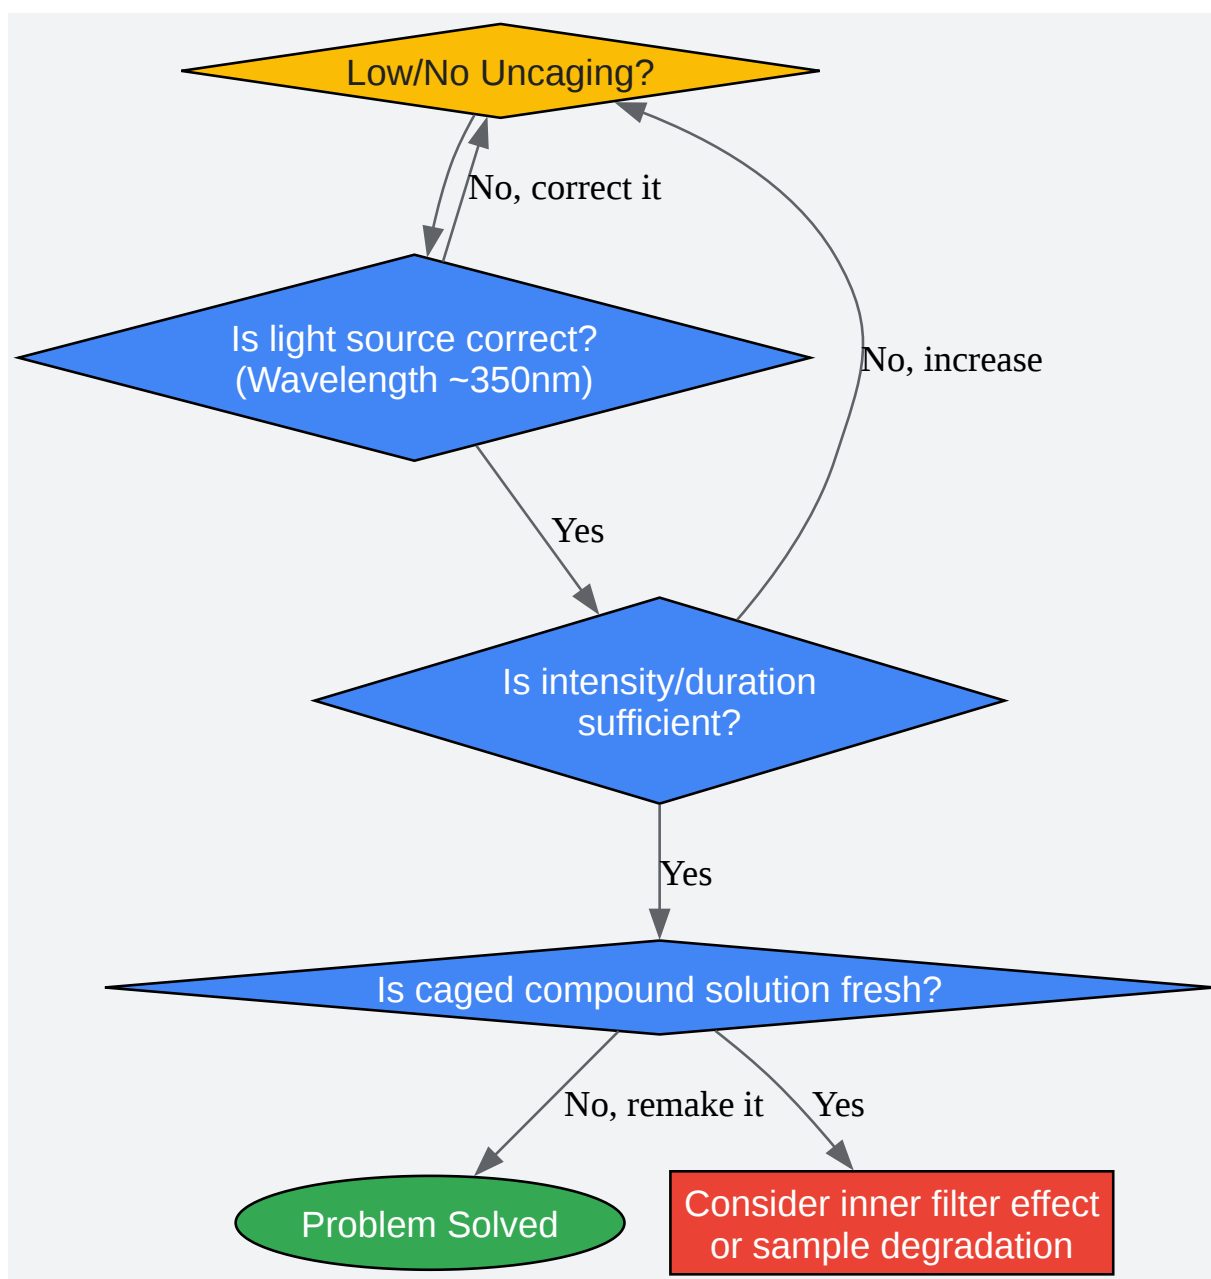 Low/No Uncaging?
No, correct it
Is light source correct?
(Wavelength ~350nm)
No, increase
Yes
Is intensity/duration
sufficient?
Yes
Is caged compound solution fresh?
No, remake it
Yes
Problem Solved
Consider inner filter effect
or sample degradation